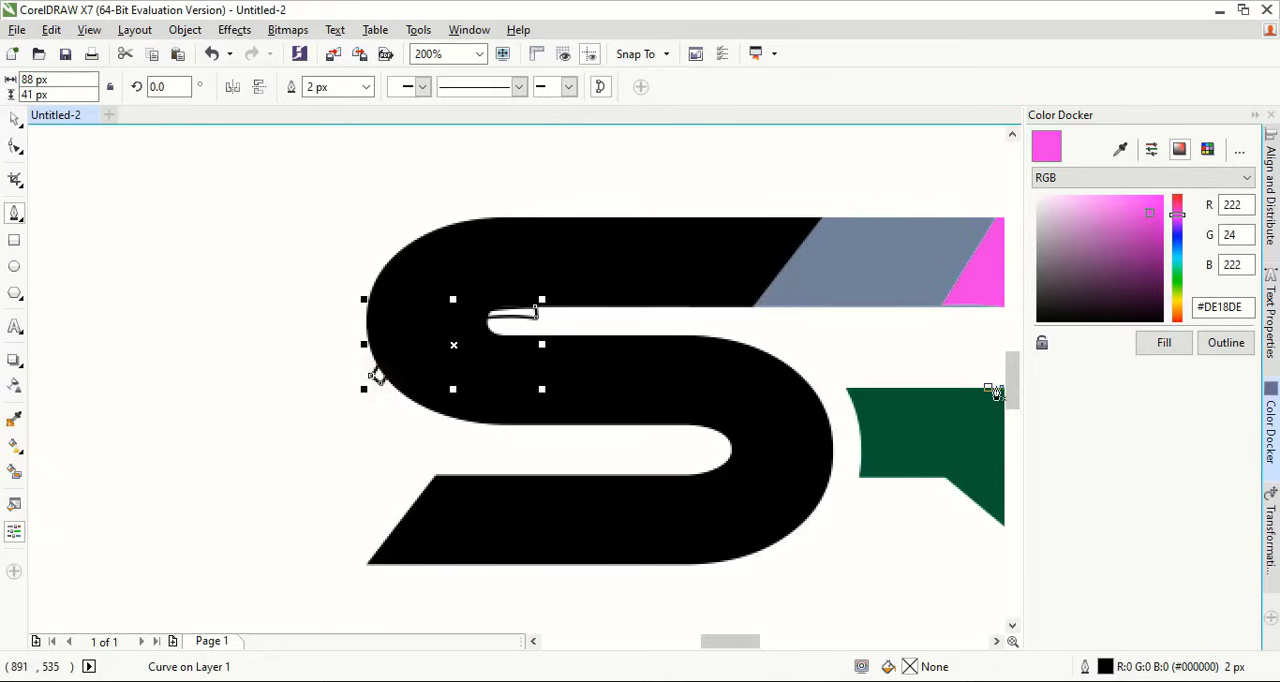 CorelDRAW X7 (64-Bit Evaluation Version) - Untitled-2
File Edit View Layout Object Effects Bitmaps Text Table Tools Window Help
200% Snap To
88 px
41 px
0.0 °
2 px
Untitled-2
Color Docker
RGB
R 222
G 24
B 222
#DE18DE
Fill Outline
Align and Distribute
Text Properties
Color Docker
Transformati...
1 of 1 Page 1
( 891 , 535 ) Curve on Layer 1 None R:0 G:0 B:0 (#000000) 2 px